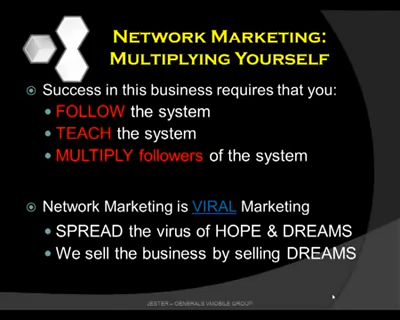 NETWORK MARKETING:
MULTIPLYING YOURSELF
Success in this business requires that you:
FOLLOW the system
TEACH the system
MULTIPLY followers of the system
Network Marketing is VIRAL Marketing
SPREAD the virus of HOPE & DREAMS
We sell the business by selling DREAMS
JESTER – GENERALS VMOBILE GROUP